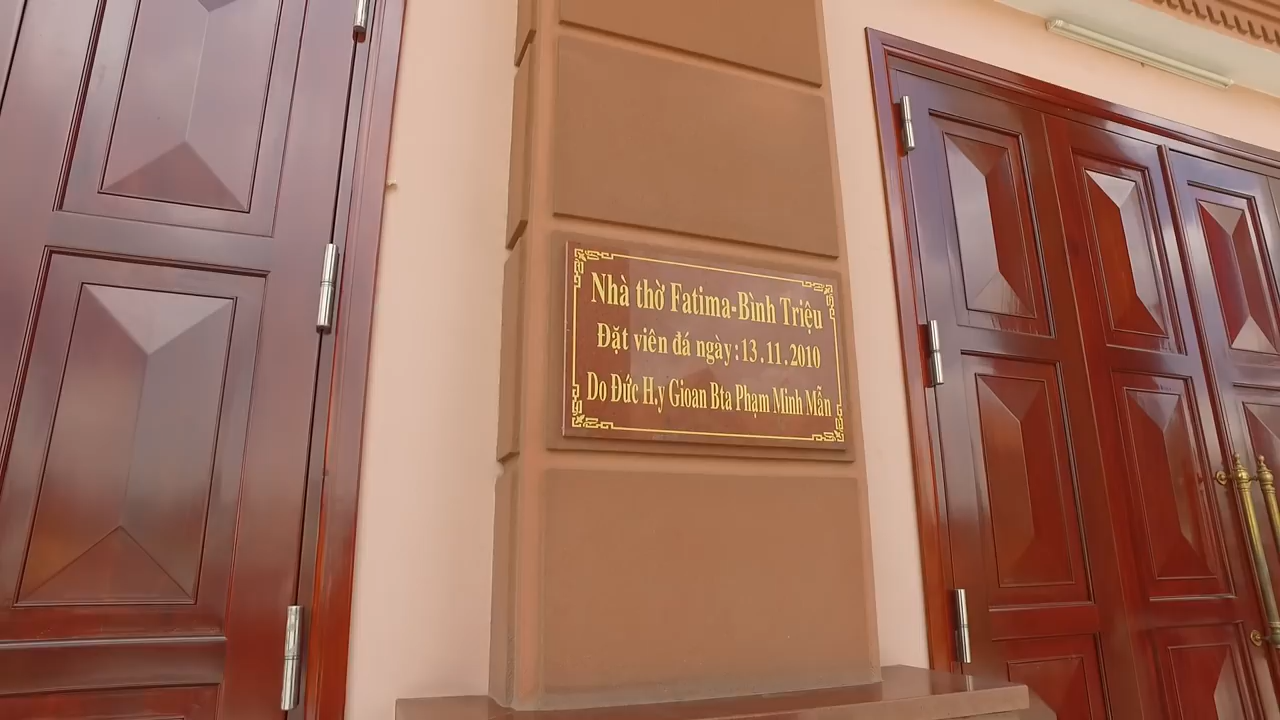 Nhà thờ Fatima-Bình Triệu
Đặt viên đá ngày: 13.11.2010
Do Đức H.y Gioan Bta Phạm Minh Mẫn